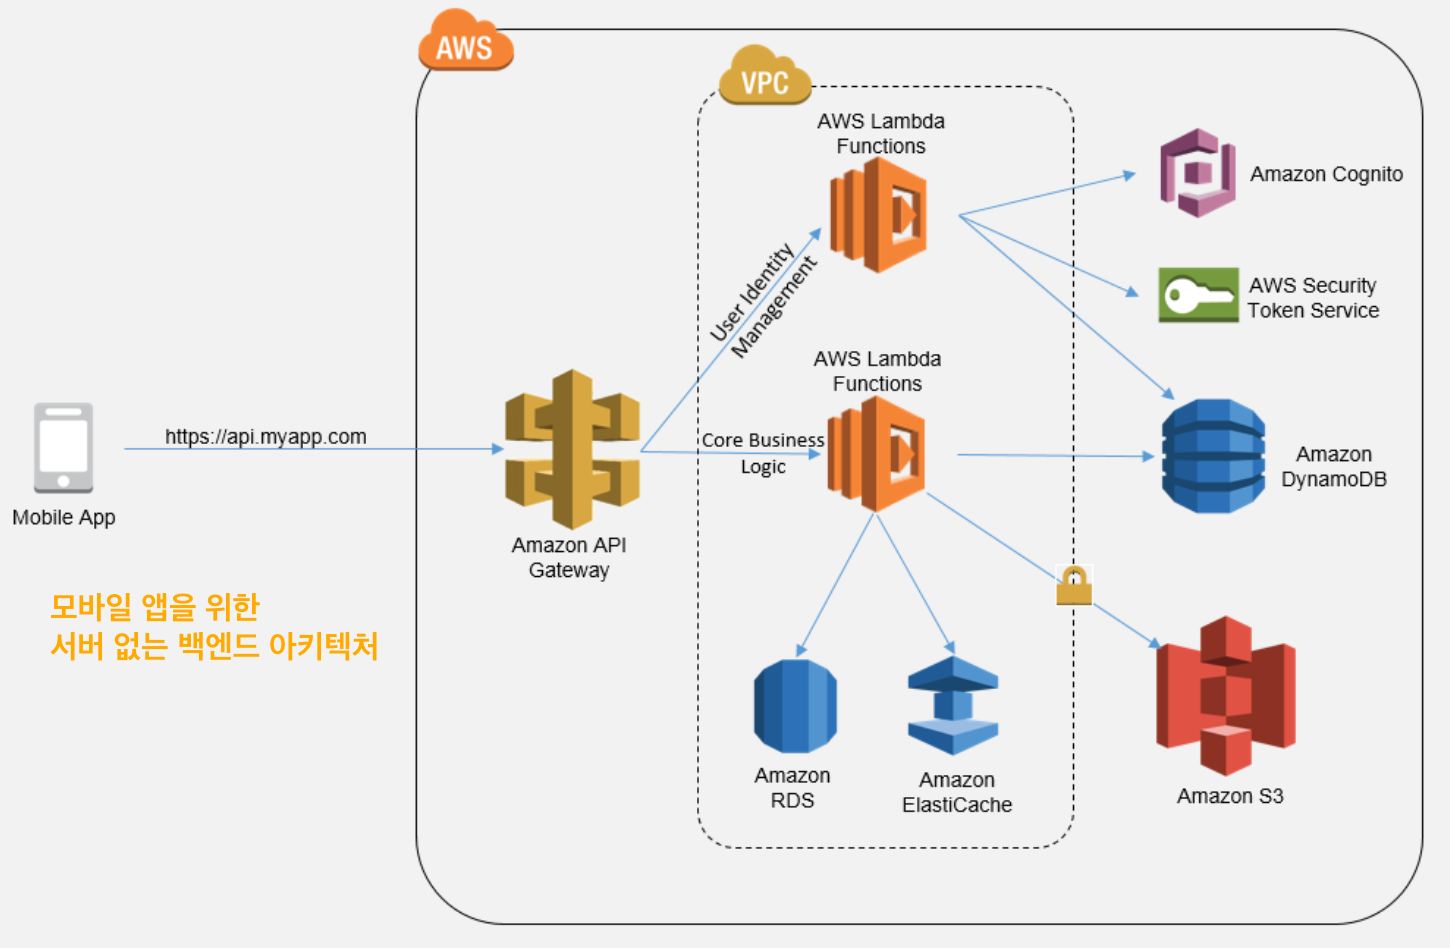 AWS
VPC
AWS Lambda
Functions
Amazon Cognito
User Identity
Management
AWS Security
Token Service
AWS Lambda
Functions
https://api.myapp.com
Core Business
Logic
Amazon
DynamoDB
Mobile App
Amazon API
Gateway
모바일 앱을 위한
서버 없는 백엔드 아키텍처
Amazon
RDS
Amazon
ElastiCache
Amazon S3